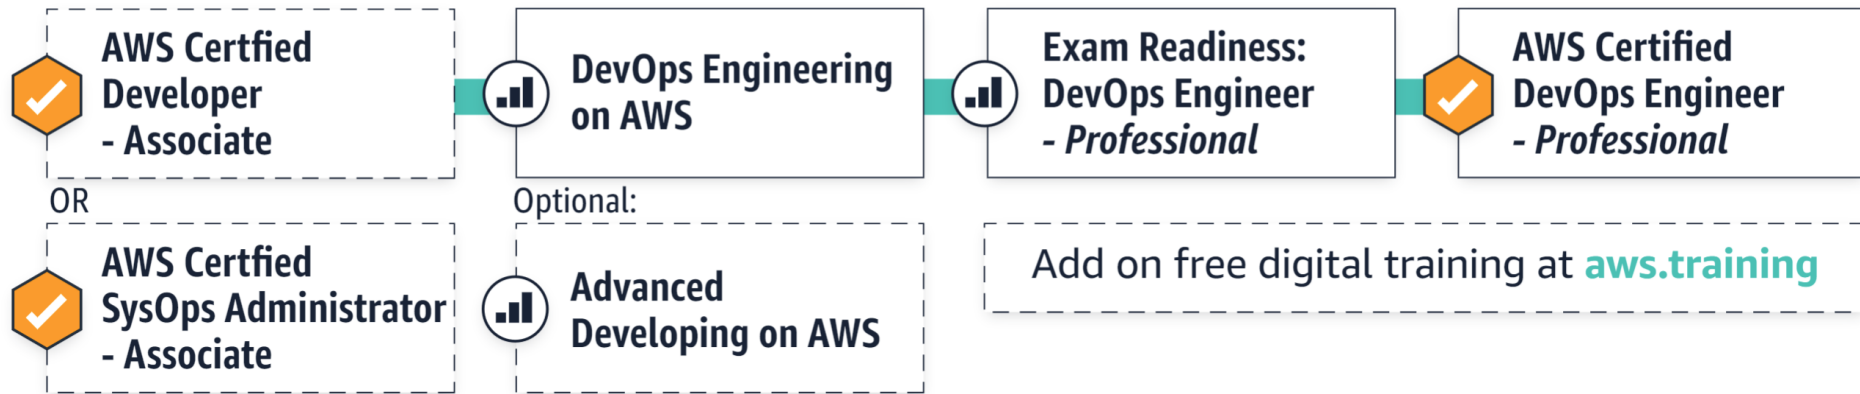 AWS Certfied
Developer
- Associate
OR
AWS Certfied
SysOps Administrator
- Associate
DevOps Engineering
on AWS
Optional:
Advanced
Developing on AWS
Exam Readiness:
DevOps Engineer
- Professional
AWS Certified
DevOps Engineer
- Professional
Add on free digital training at aws.training